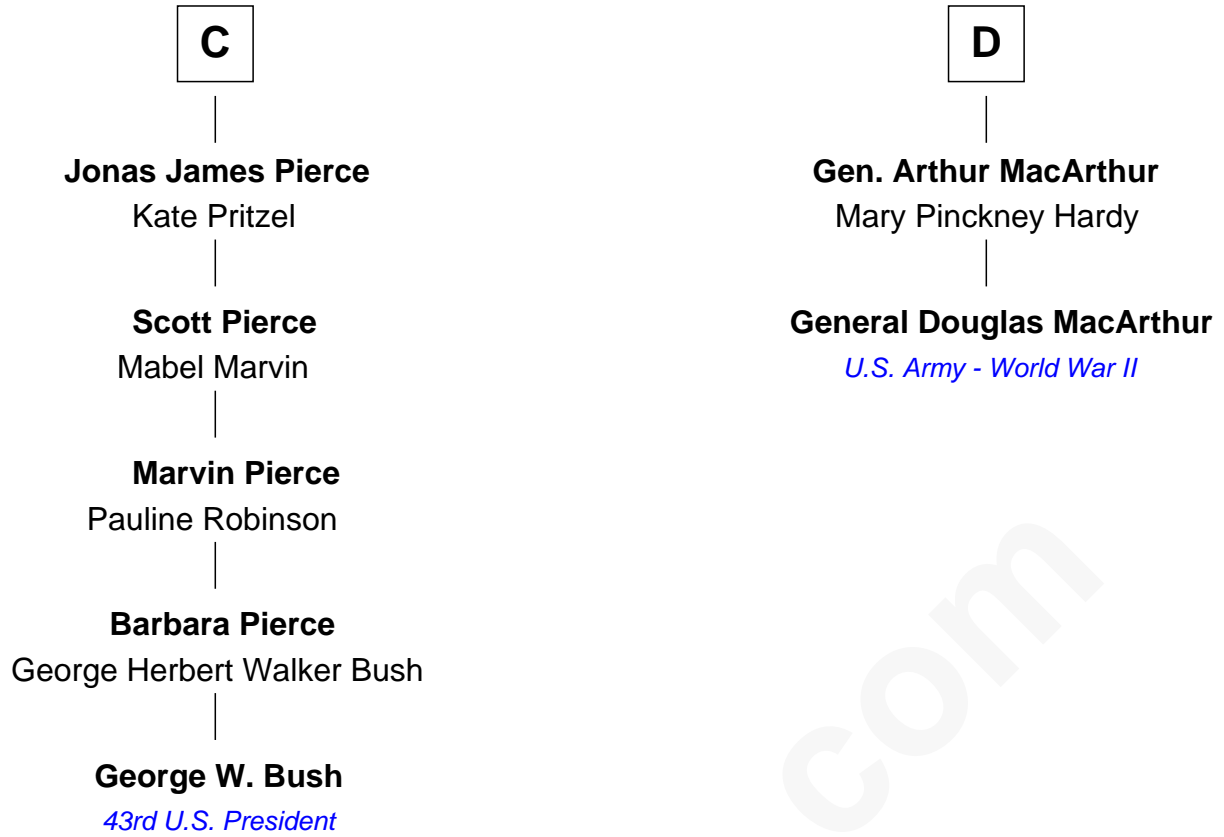 C
Jonas James Pierce
Kate Pritzel
Scott Pierce
Mabel Marvin
Marvin Pierce
Pauline Robinson
Barbara Pierce
George Herbert Walker Bush
George W. Bush
43rd U.S. President
D
Gen. Arthur MacArthur
Mary Pinckney Hardy
General Douglas MacArthur
U.S. Army - World War II
com